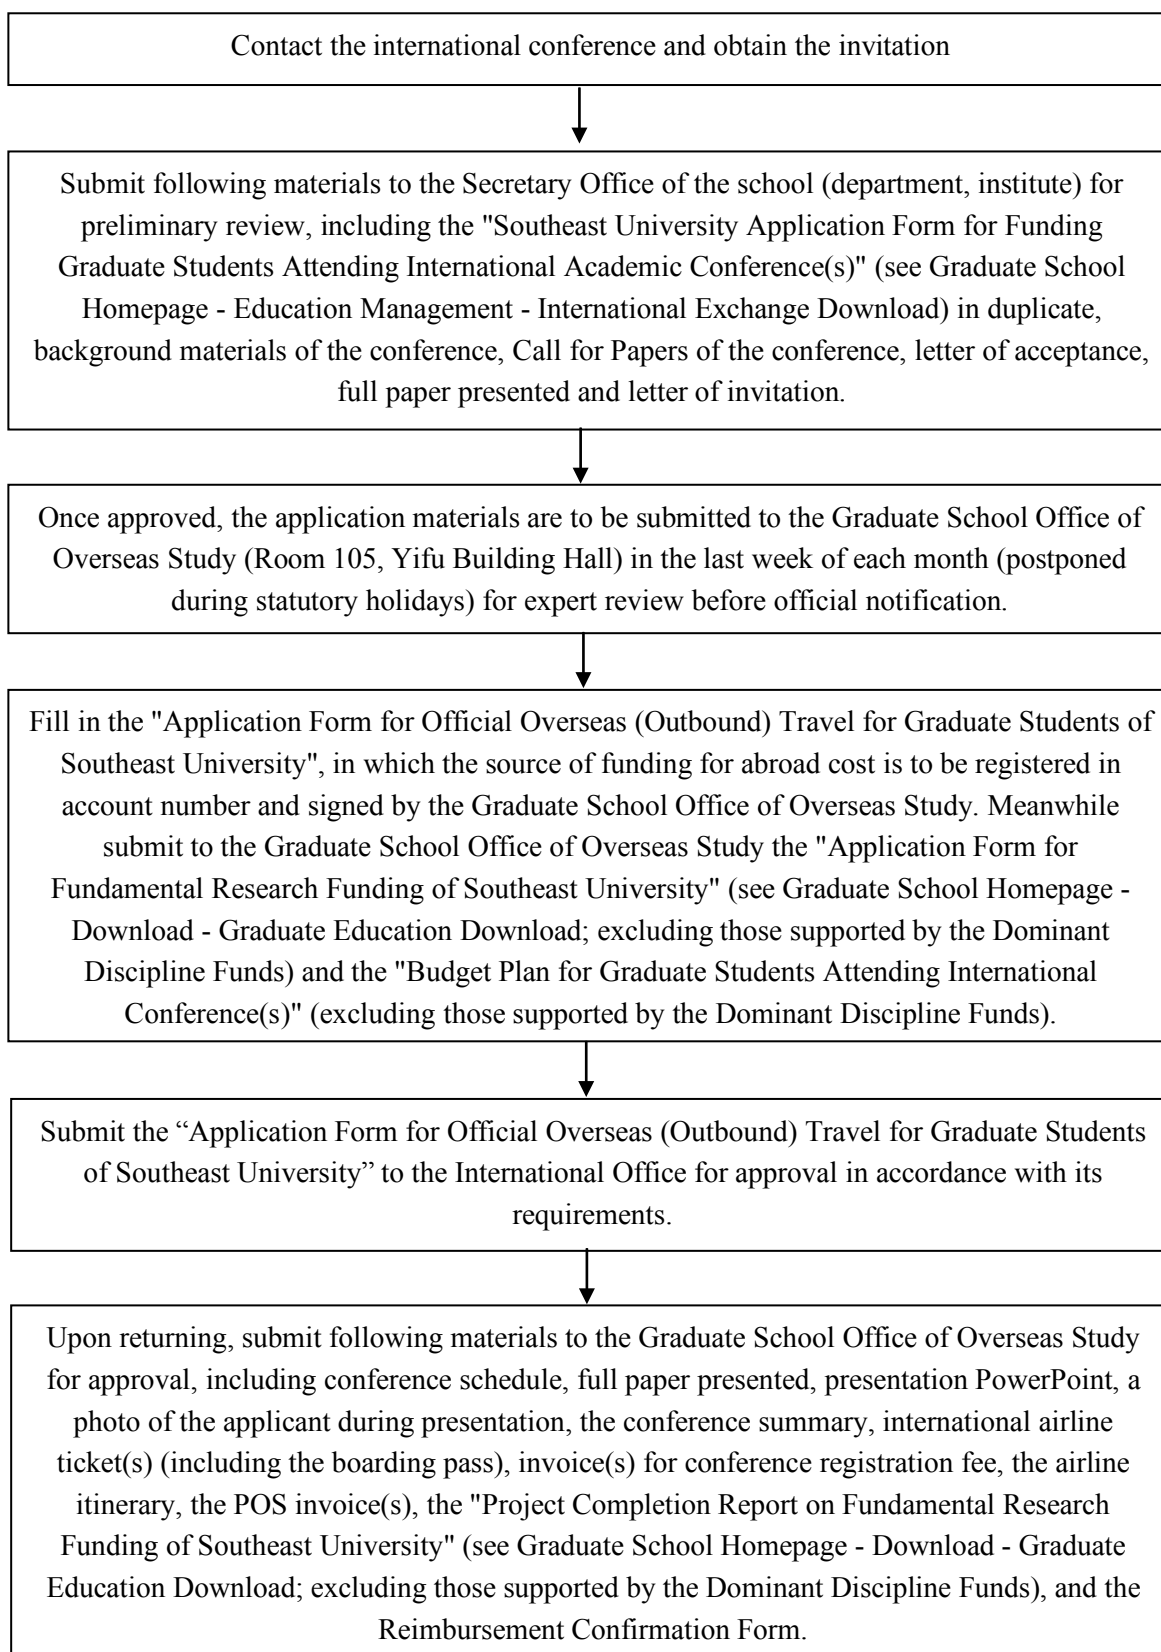 Contact the international conference and obtain the invitation
Submit following materials to the Secretary Office of the school (department, institute) for
preliminary review, including the "Southeast University Application Form for Funding
Graduate Students Attending International Academic Conference(s)" (see Graduate School
Homepage - Education Management - International Exchange Download) in duplicate,
background materials of the conference, Call for Papers of the conference, letter of acceptance,
full paper presented and letter of invitation.
Once approved, the application materials are to be submitted to the Graduate School Office of
Overseas Study (Room 105, Yifu Building Hall) in the last week of each month (postponed
during statutory holidays) for expert review before official notification.
Fill in the "Application Form for Official Overseas (Outbound) Travel for Graduate Students of
Southeast University", in which the source of funding for abroad cost is to be registered in
account number and signed by the Graduate School Office of Overseas Study. Meanwhile
submit to the Graduate School Office of Overseas Study the "Application Form for
Fundamental Research Funding of Southeast University" (see Graduate School Homepage -
Download - Graduate Education Download; excluding those supported by the Dominant
Discipline Funds) and the "Budget Plan for Graduate Students Attending International
Conference(s)" (excluding those supported by the Dominant Discipline Funds).
Submit the “Application Form for Official Overseas (Outbound) Travel for Graduate Students
of Southeast University” to the International Office for approval in accordance with its
requirements.
Upon returning, submit following materials to the Graduate School Office of Overseas Study
for approval, including conference schedule, full paper presented, presentation PowerPoint, a
photo of the applicant during presentation, the conference summary, international airline
ticket(s) (including the boarding pass), invoice(s) for conference registration fee, the airline
itinerary, the POS invoice(s), the "Project Completion Report on Fundamental Research
Funding of Southeast University" (see Graduate School Homepage - Download - Graduate
Education Download; excluding those supported by the Dominant Discipline Funds), and the
Reimbursement Confirmation Form.